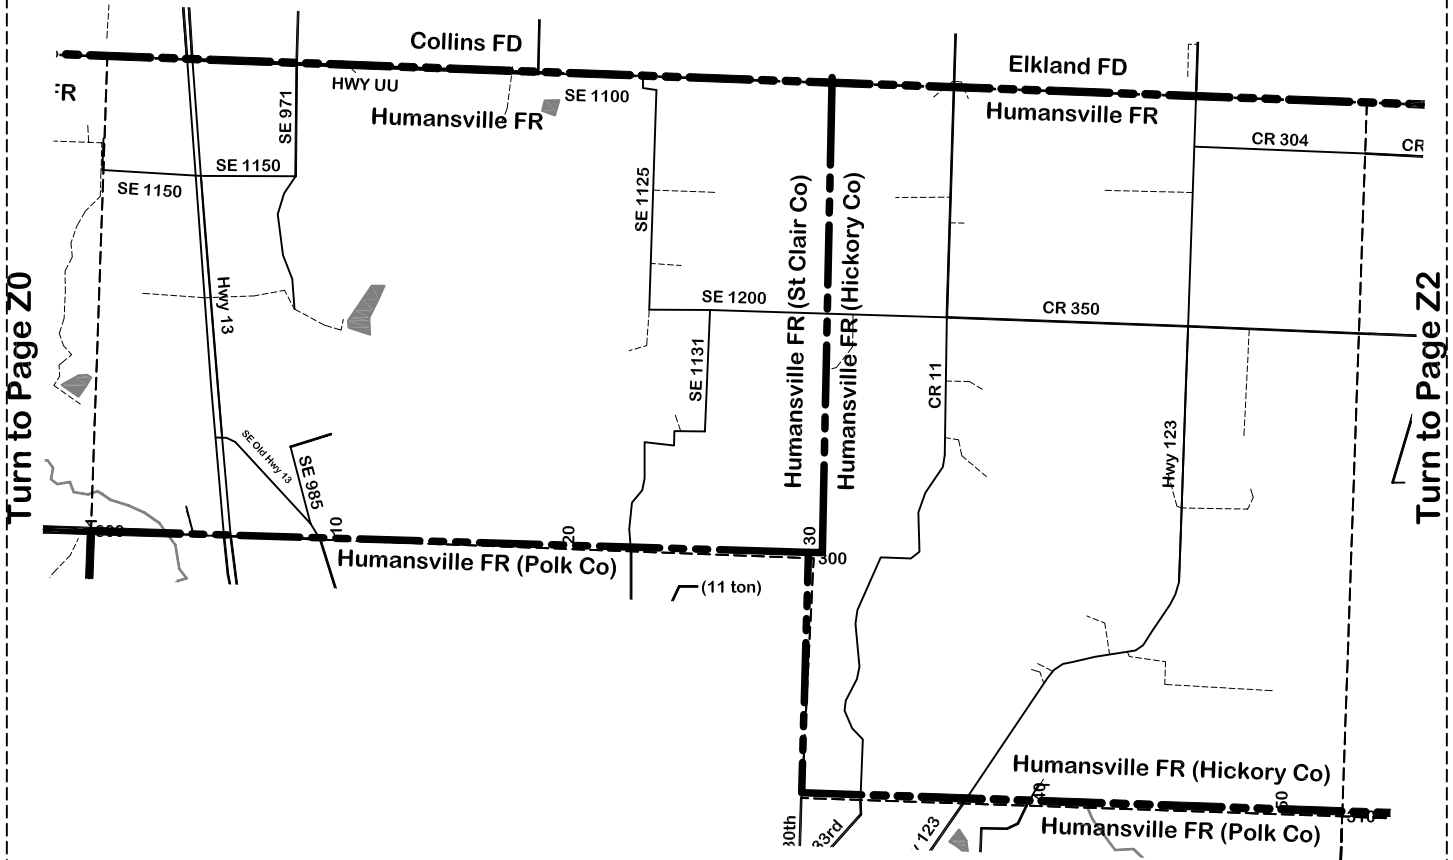 Collins FD
Elkland FD
FR
HWY UU
SE 1100
Humansville FR
Humansville FR
SE 971
CR 304
CR
SE 1150
SE 1150
SE 1125
Humansville FR (St Clair Co)
Humansville FR (Hickory Co)
Turn to Page Z0
Turn to Page Z2
Hwy 13
SE 1200
CR 350
SE 1131
CR 11
Hwy 123
SE Old Hwy 13
SE 985
10
20
30
300
Humansville FR (Polk Co)
(11 ton)
Humansville FR (Hickory Co)
50
Humansville FR (Polk Co)
30th
33rd
123